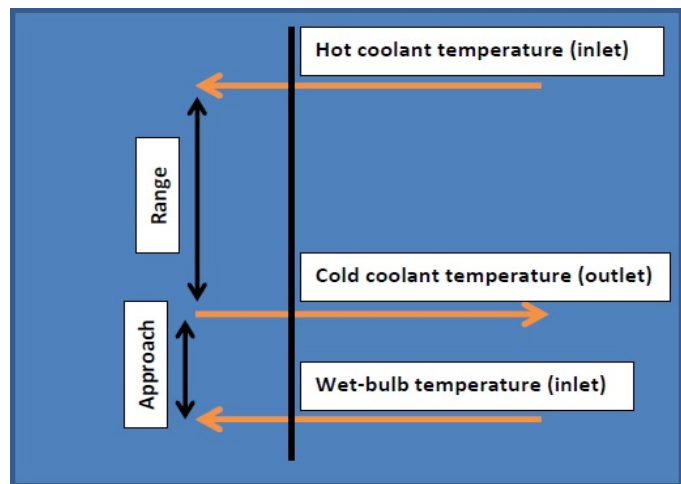 Hot coolant temperature (inlet)
Range
Cold coolant temperature (outlet)
Approach
Wet-bulb temperature (inlet)